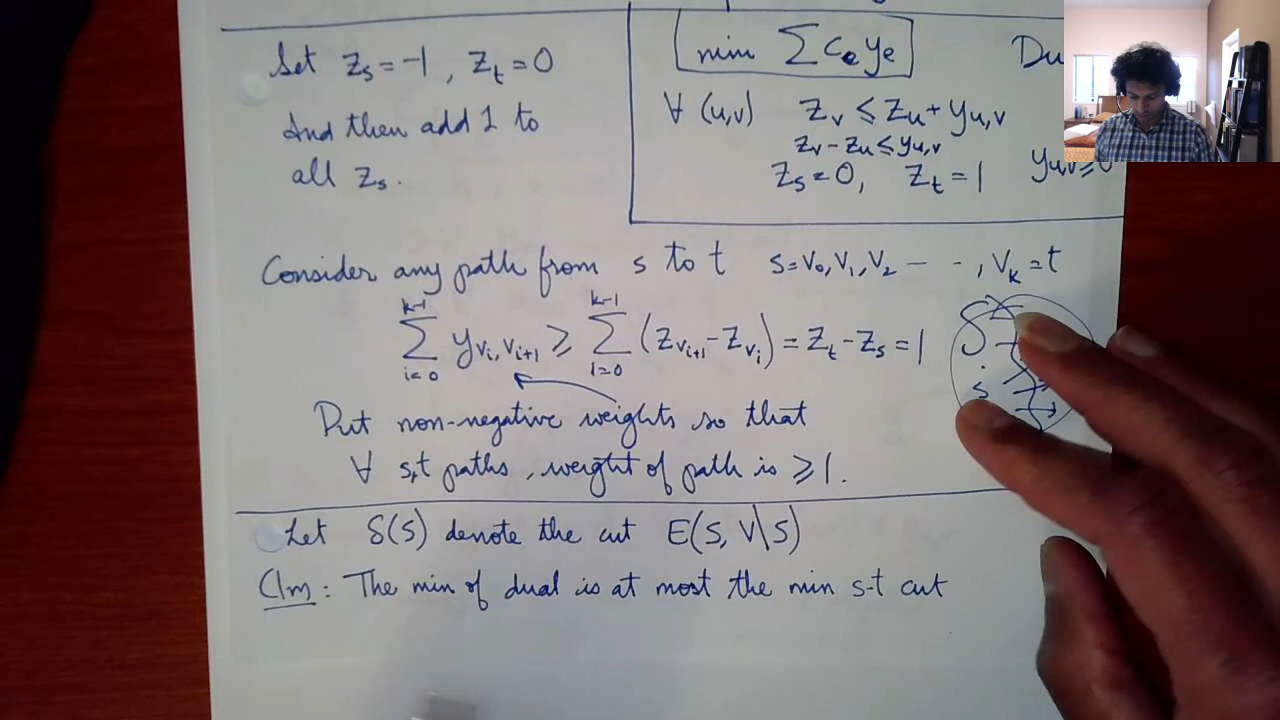 Set Zs = -1, Zt = 0
And then add 1 to
all Zs.
min Σ ce ye
Du
∀ (u,v) Zv ≤ Zu + yu,v
Zv - Zu ≤ yu,v
Zs = 0, Zt = 1 yu,v ≥ 0
Consider any path from s to t s = v0, v1, v2 - - -, vk = t
k-1 Σ i=0 yvi,vi+1 ≥ k-1 Σ i=0 (Zvi+1 - Zvi) = Zt - Zs = 1
S
s
Put non-negative weights so that
∀ s,t paths, weight of path is ≥ 1.
Let δ(S) denote the cut E(S, V\S)
Clm: The min of dual is at most the min s-t cut